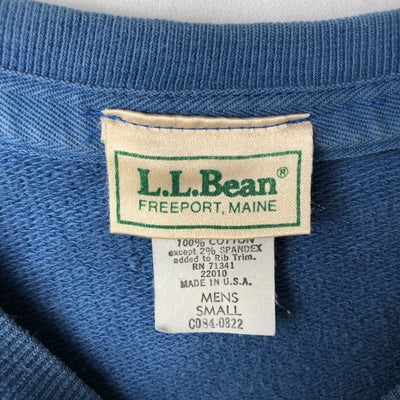 L.L.Bean®
FREEPORT, MAINE
100% COTTON
except 2% SPANDEX
added to Rib Trim.
RN 71341
22010
MADE IN U.S.A.
MENS
SMALL
C084-0822